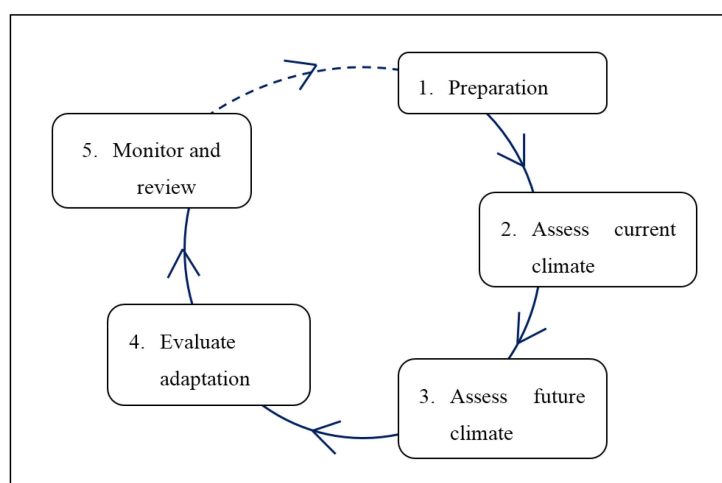 1. Preparation
2. Assess current
climate
3. Assess future
climate
4. Evaluate
adaptation
5. Monitor and
review